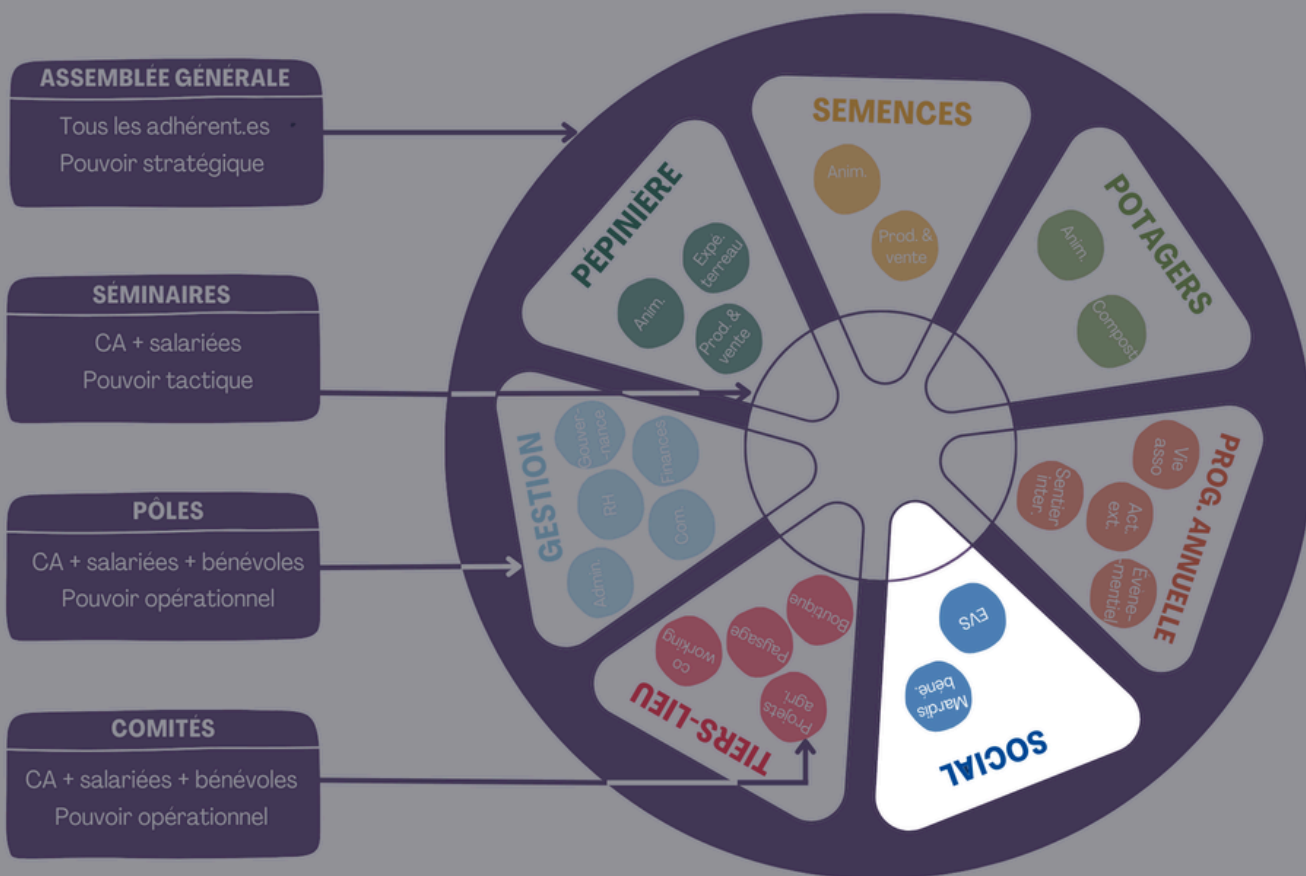 ASSEMBLÉE GÉNÉRALE
Tous les adhérent.es
Pouvoir stratégique
SÉMINAIRES
CA + salariées
Pouvoir tactique
PÔLES
CA + salariées + bénévoles
Pouvoir opérationnel
COMITÉS
CA + salariées + bénévoles
Pouvoir opérationnel
SEMENCES
Anim.
Prod. &
vente
POTAGERS
Anim.
Compost
PROG. ANNUELLE
Vie
asso
Sentier
inter.
Act.
ext.
Évène-
-mentiel
SOCIAL
EVS
Mardis
béné.
TIERS-LIEU
Boutique
Paysage
co
working
Projets
agri.
GESTION
Gouver-
-nance
Finances
RH
Com.
Admin.
PÉPINIÈRE
Expé.
terreau
Anim.
Prod. &
vente